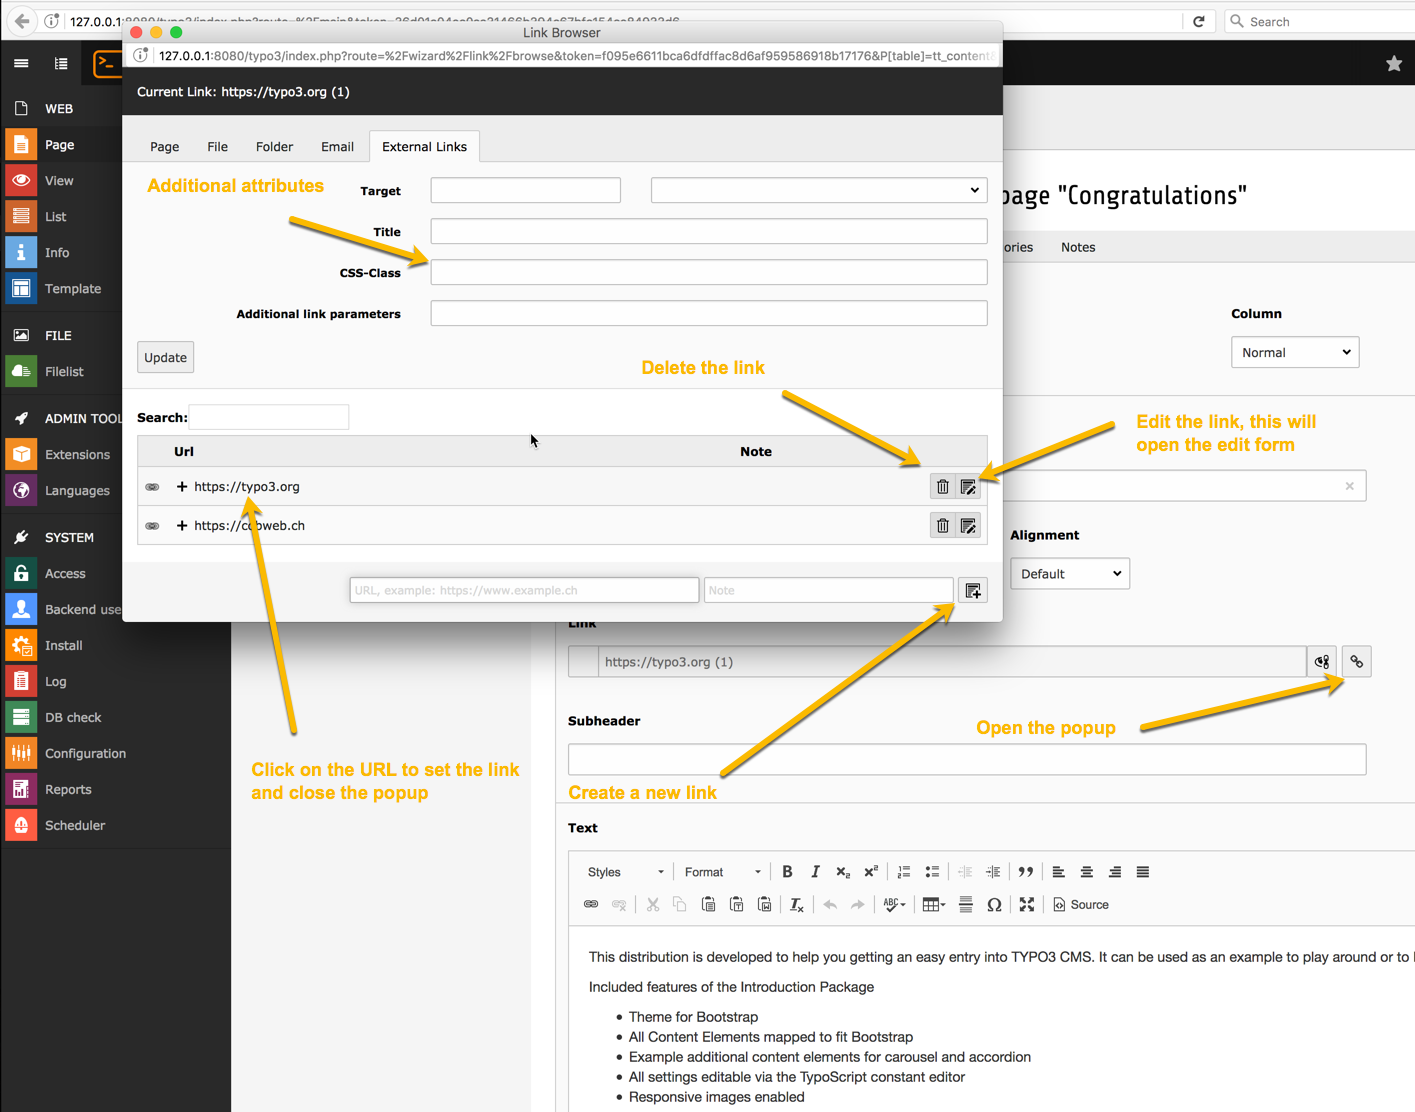 127.0.0.1:8080/typo3/index.php?route=%2Fmain&token=
Search
Link Browser
127.0.0.1:8080/typo3/index.php?route=%2Fwizard%2Flink%2Fbrowse&token=f095e6611bca6dfdffac8d6af959586918b17176&P[table]=tt_content
Current Link: https://typo3.org (1)
Page
File
Folder
Email
External Links
Additional attributes
Target
Title
CSS-Class
Additional link parameters
Update
Delete the link
Search:
Url
Note
https://typo3.org
https://cobweb.ch
URL, example: https://www.example.ch
Note
WEB
Page
View
List
Info
Template
FILE
Filelist
ADMIN TOOL
Extensions
Languages
SYSTEM
Access
Backend use
Install
Log
DB check
Configuration
Reports
Scheduler
page "Congratulations"
ories
Notes
Column
Normal
Edit the link, this will
open the edit form
Alignment
Default
Link
https://typo3.org (1)
Open the popup
Subheader
Click on the URL to set the link
and close the popup
Create a new link
Text
Styles
Format
B
I
x₂
x²
ABC
Ω
Source
This distribution is developed to help you getting an easy entry into TYPO3 CMS. It can be used as an example to play around or to
Included features of the Introduction Package
• Theme for Bootstrap
• All Content Elements mapped to fit Bootstrap
• Example additional content elements for carousel and accordion
• All settings editable via the TypoScript constant editor
• Responsive images enabled